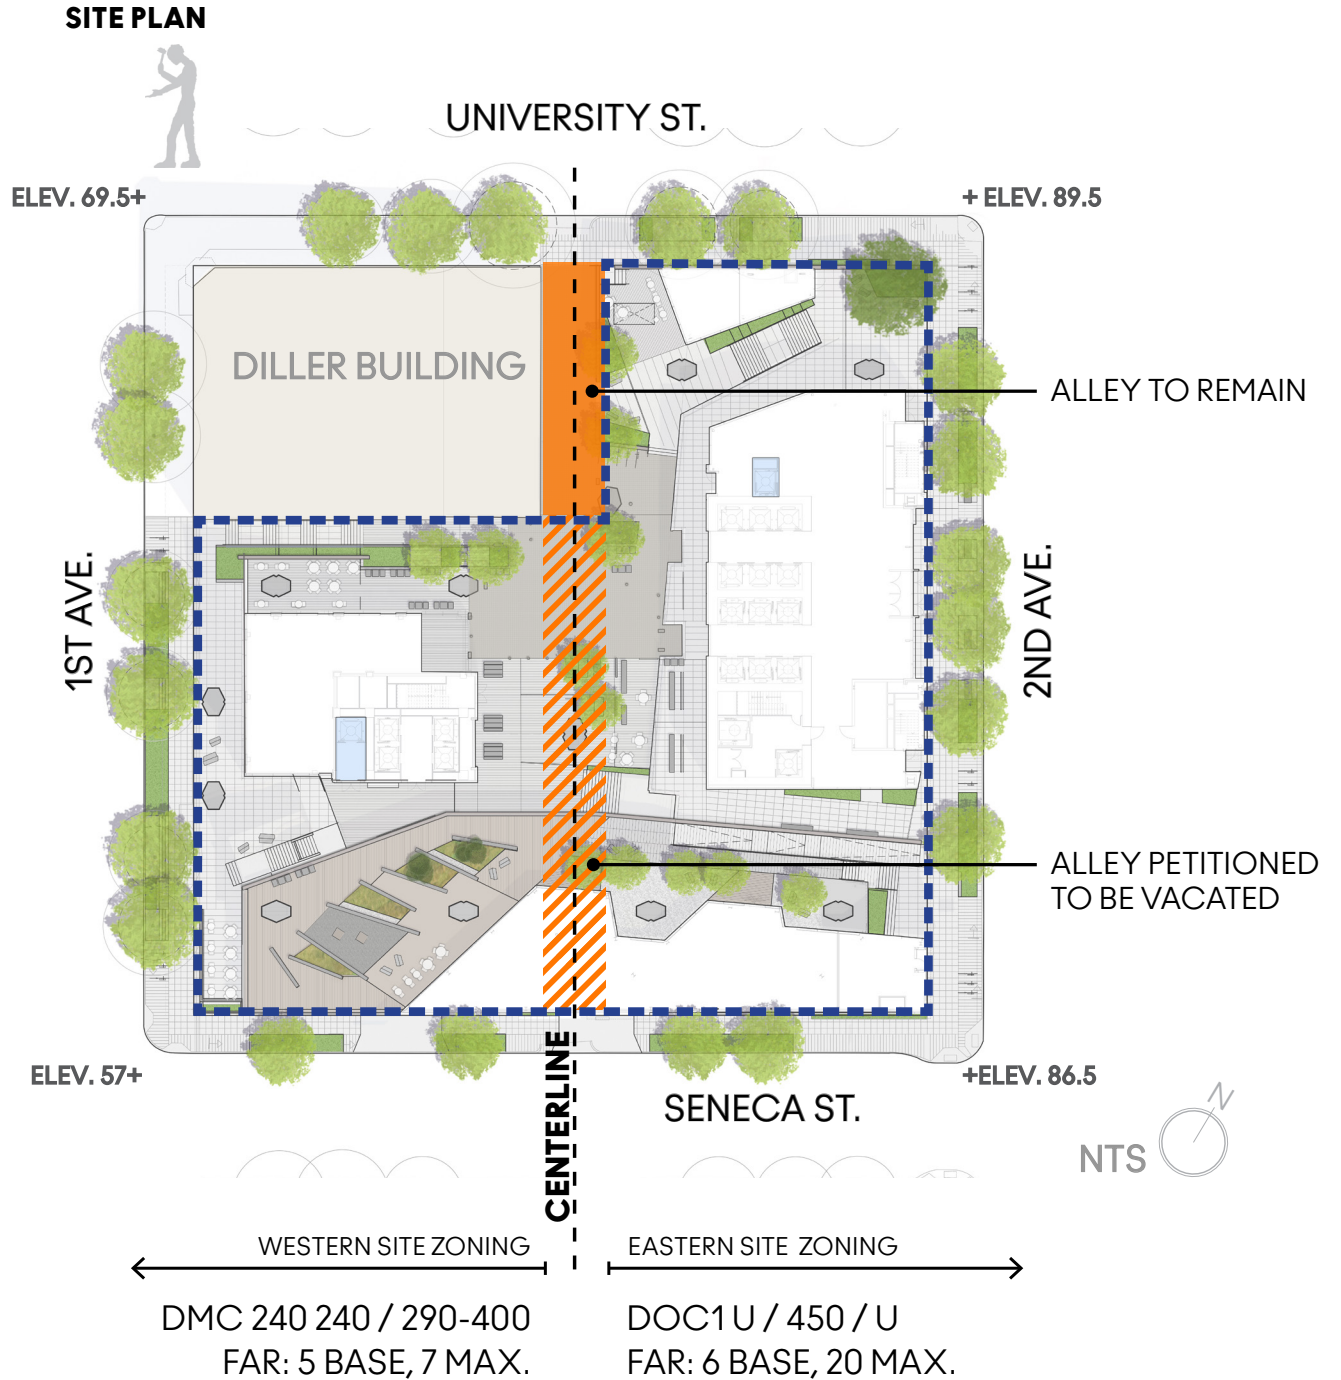 SITE PLAN
UNIVERSITY ST.
ELEV. 69.5+
+ ELEV. 89.5
DILLER BUILDING
ALLEY TO REMAIN
1ST AVE.
2ND AVE.
ALLEY PETITIONED
TO BE VACATED
ELEV. 57+
+ELEV. 86.5
CENTERLINE
SENECA ST.
N
NTS
WESTERN SITE ZONING
EASTERN SITE ZONING
DMC 240 240 / 290-400
FAR: 5 BASE, 7 MAX.
DOC1 U / 450 / U
FAR: 6 BASE, 20 MAX.